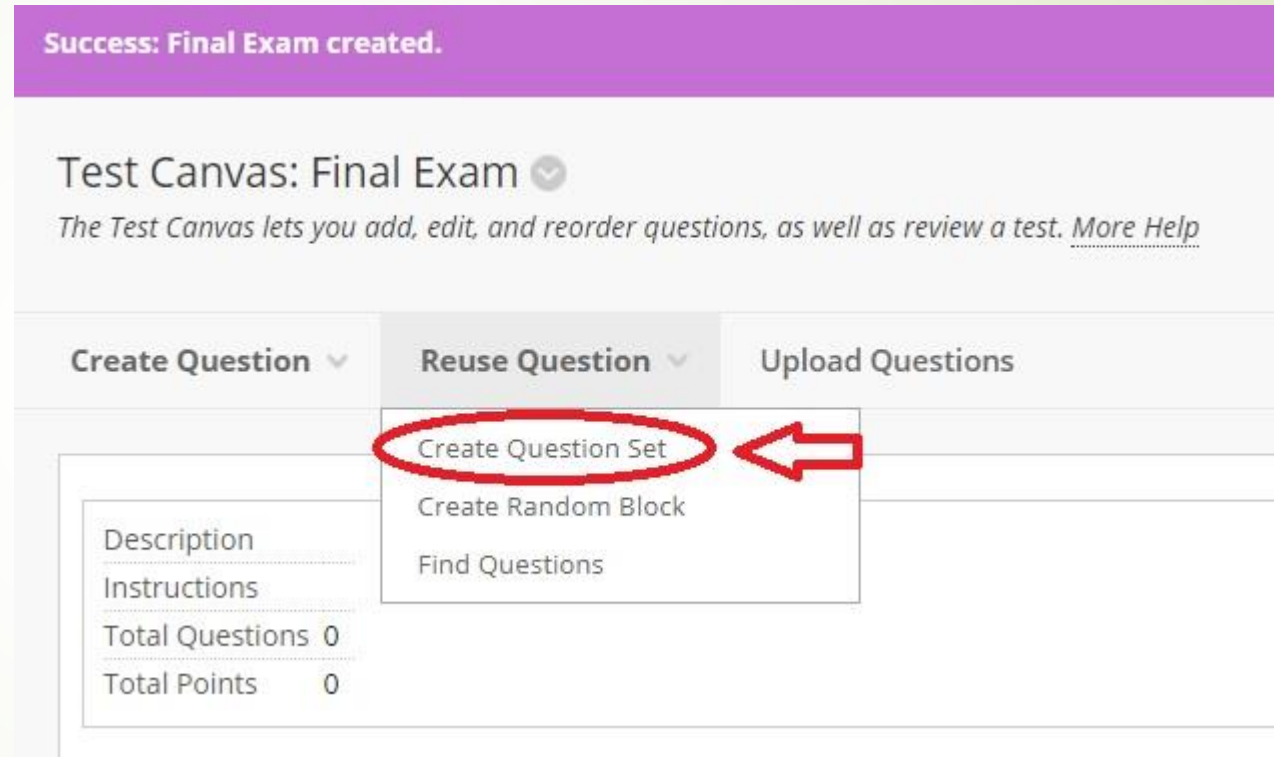 Success: Final Exam created.
Test Canvas: Final Exam
The Test Canvas lets you add, edit, and reorder questions, as well as review a test. More Help
Create Question Reuse Question Upload Questions
Create Question Set
Create Random Block
Find Questions
Description
Instructions
Total Questions 0
Total Points 0